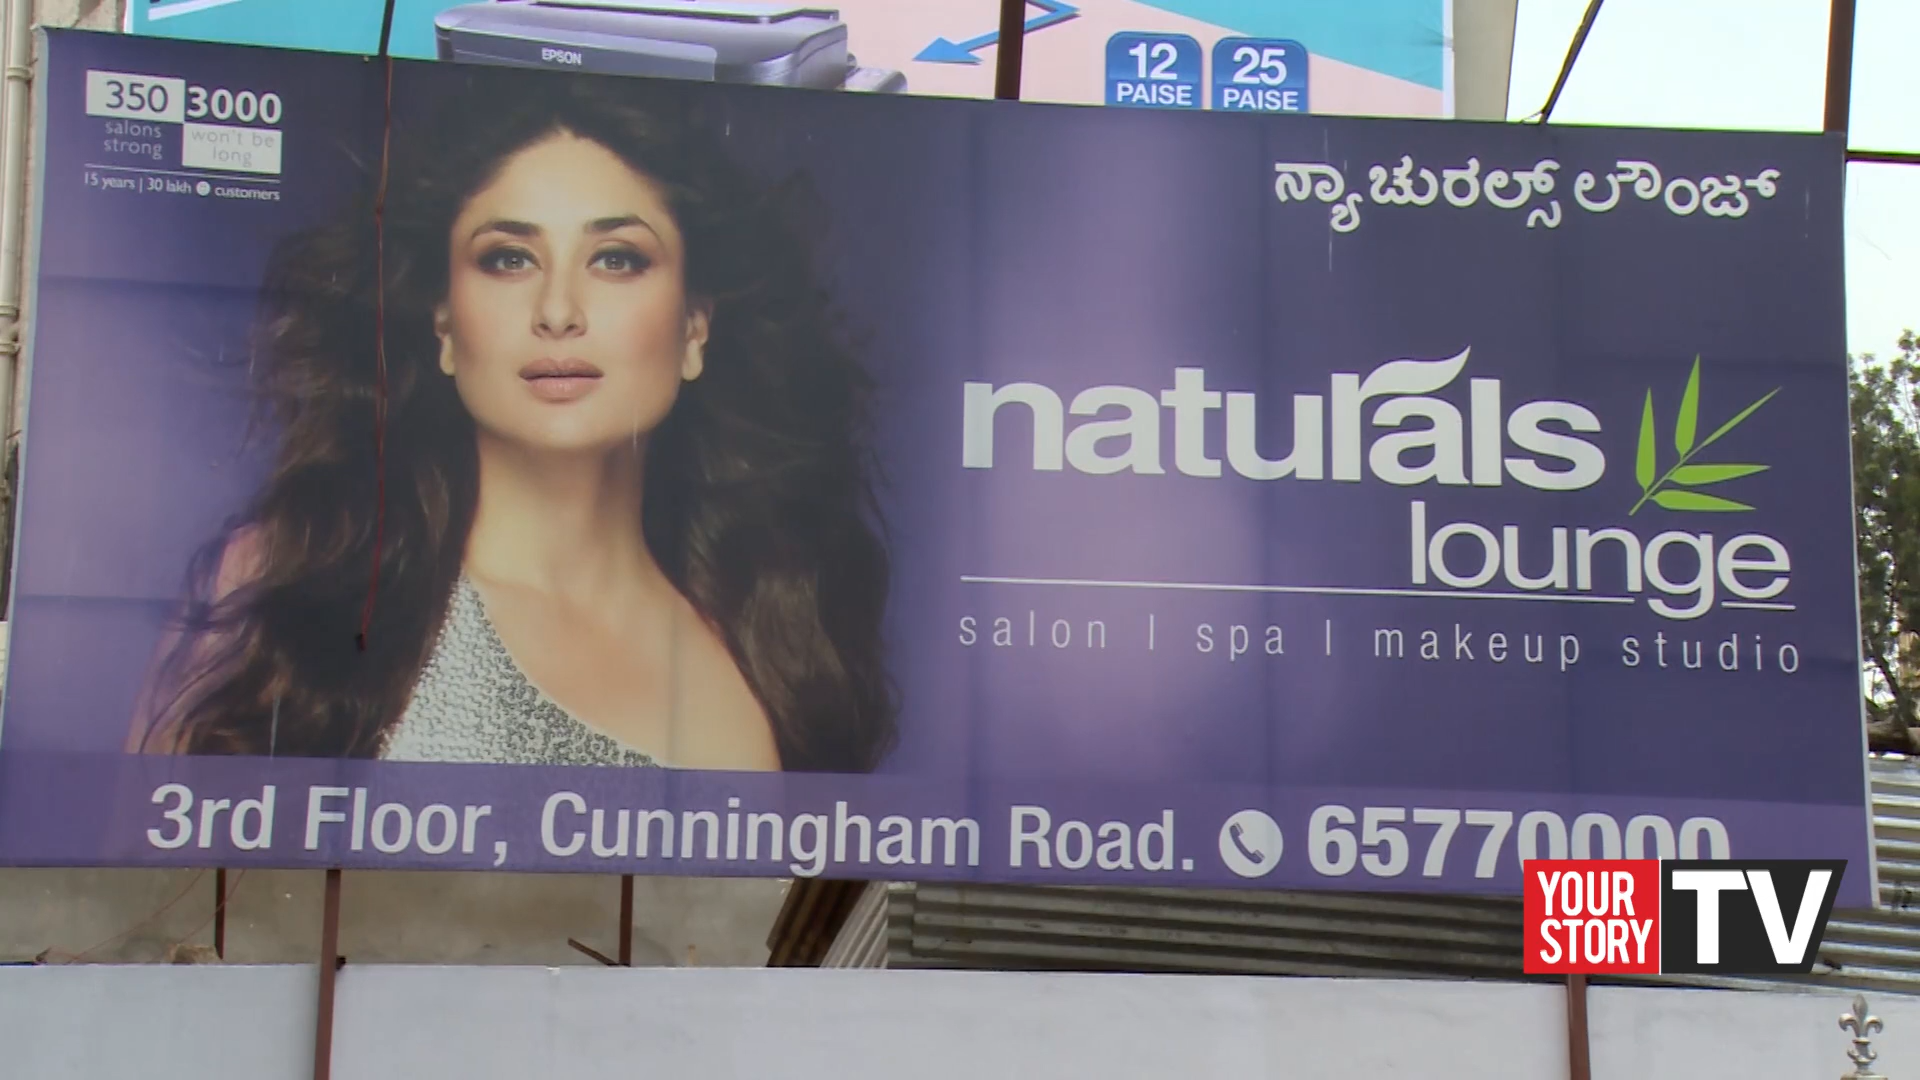 EPSON
12 PAISE
25 PAISE
350 3000
salons strong
won't be long
15 years | 30 lakh customers
ನ್ಯಾಚುರಲ್ಸ್ ಲೌಂಜ್
naturals
lounge
salon | spa | makeup studio
3rd Floor, Cunningham Road. 65770000
YOUR STORY TV